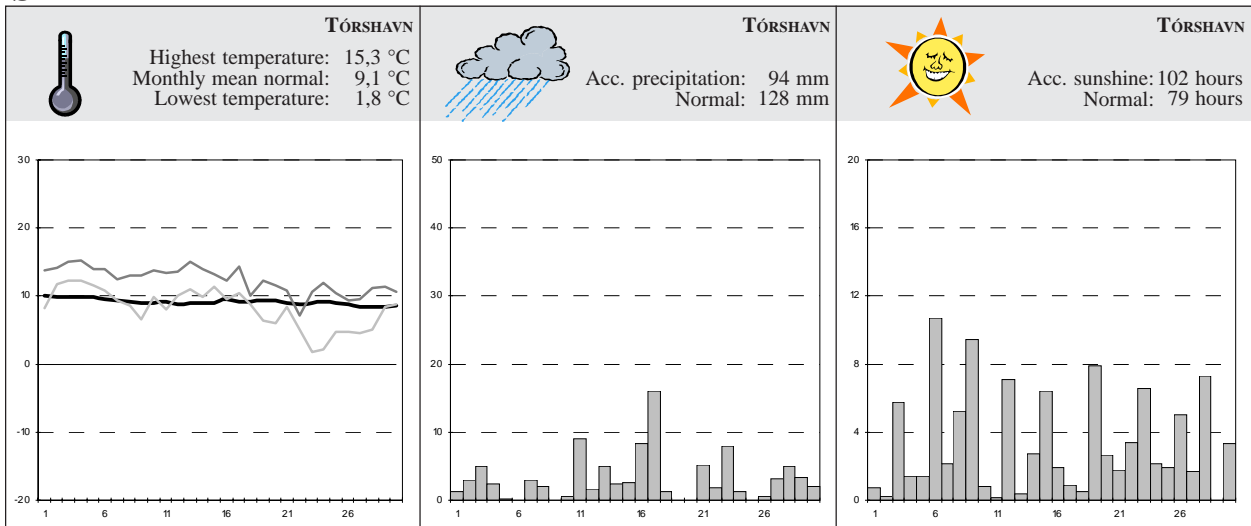 TÓRSHAVN
Highest temperature: 15,3 °C
Monthly mean normal: 9,1 °C
Lowest temperature: 1,8 °C
30
20
10
0
-10
-20
1 6 11 16 21 26
TÓRSHAVN
Acc. precipitation: 94 mm
Normal: 128 mm
50
40
30
20
10
0
1 6 11 16 21 26
TÓRSHAVN
Acc. sunshine: 102 hours
Normal: 79 hours
20
16
12
8
4
0
1 6 11 16 21 26